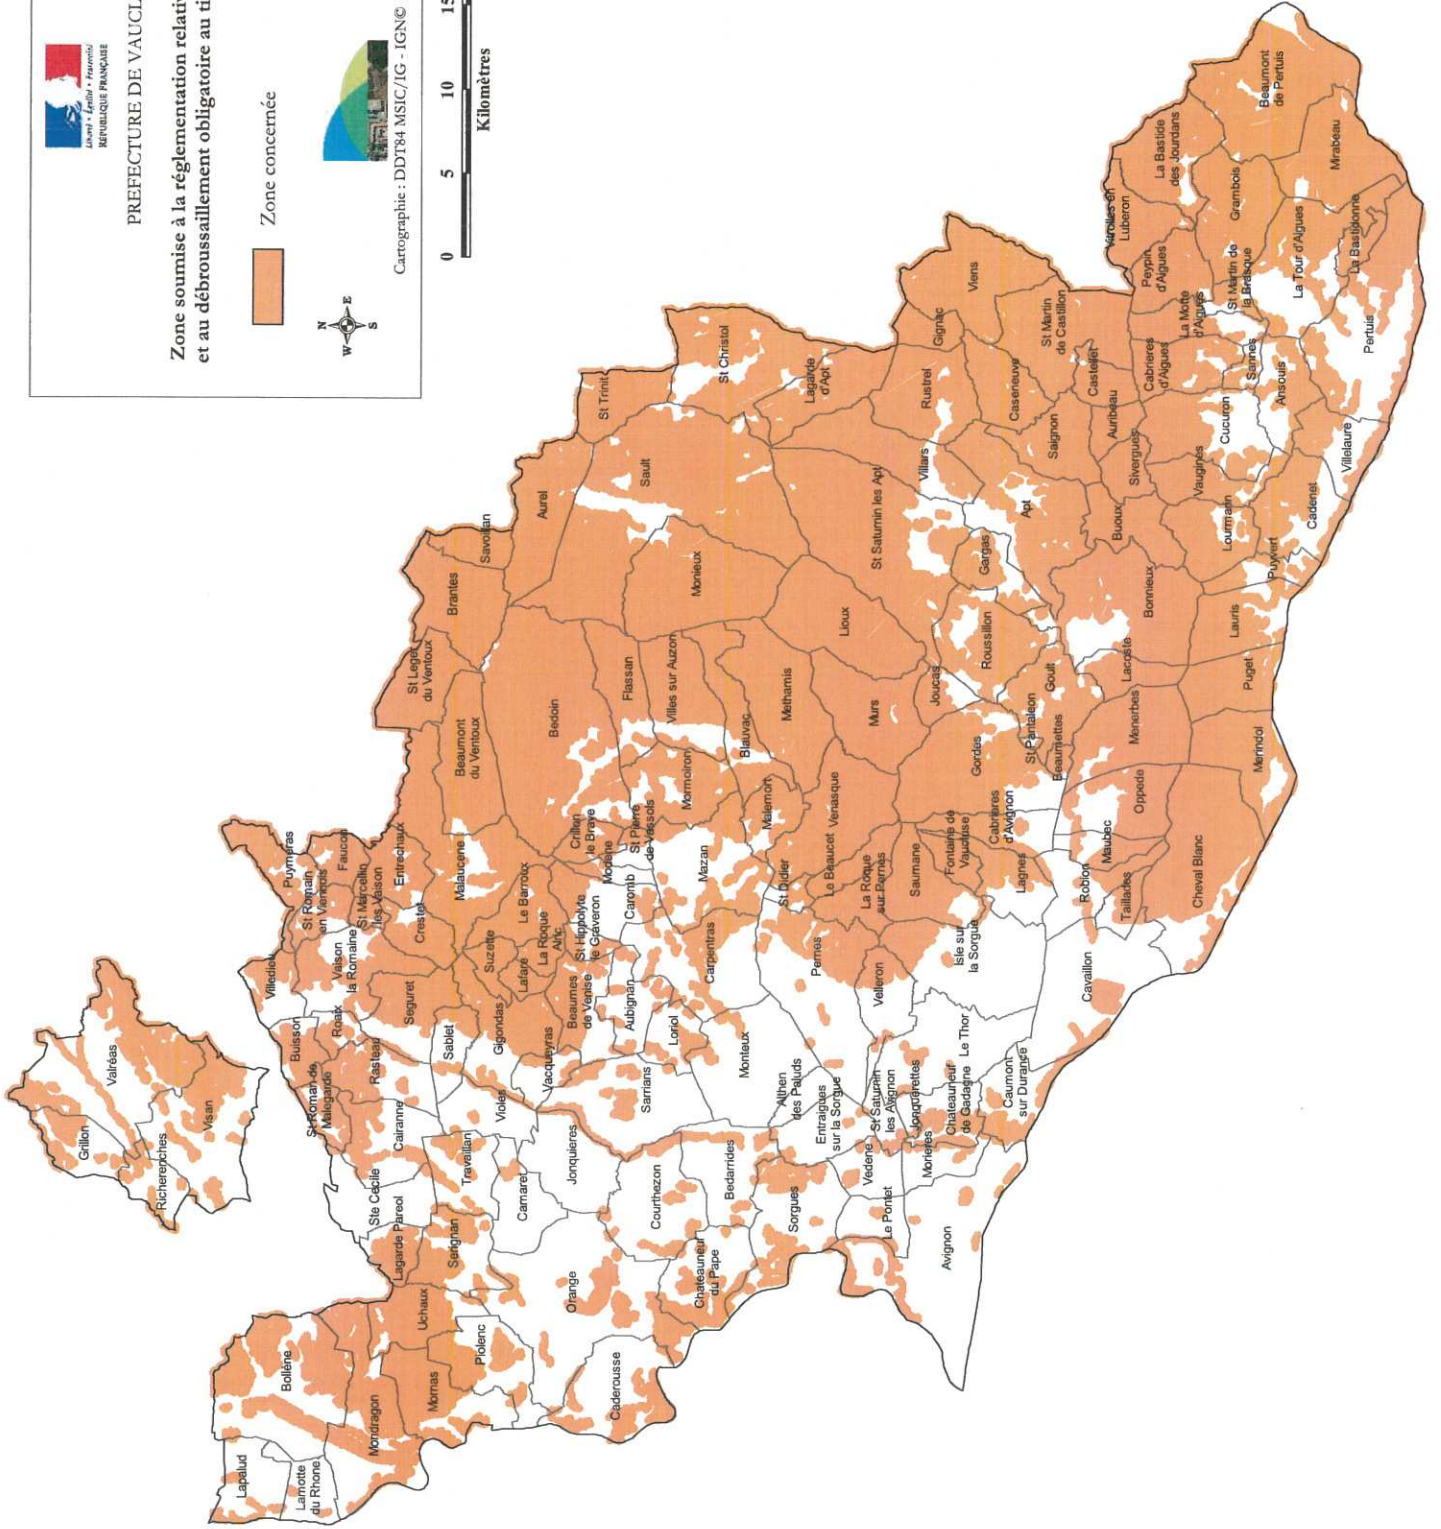 Liberté • Égalité • Fraternité
RÉPUBLIQUE FRANÇAISE
PREFECTURE DE VAUCL
Zone soumise à la réglementation relativ
et au débroussaillement obligatoire au ti
Zone concernée
N
W
E
S
Cartographie : DDT84 MSIC/IG - IGN©
0
5
10
15
Kilomètres
Grillon
Valréas
Richerenches
Visan
Lapalud
Lamotte
du Rhone
Bollène
Mondragon
Mornas
Uchaux
Piolenc
Lagarde Pareol
Ste Cecile
Serignan
Travaillan
Camaret
Orange
Caderousse
Chateauneuf
du Pape
Courthezon
Jonquieres
Violes
Cairanne
St Roman de
Malegarde
Buisson
Rasteau
Roaix
Villedieu
Vaison
la Romaine
St Romain
en Viennois
Puymeras
Faucon
St Marcellin
les Vaison
Entrechaux
Crestet
Seguret
Sablet
Gigondas
Vacqueyras
Suzette
Lafare
La Roque
Alric
Le Barroux
Malaucene
Beaumont
du Ventoux
St Leger
du Ventoux
Brantes
Savoillan
Aurel
St Trinit
Sault
St Christol
Lagarde
d'Apt
Monieux
Bedoin
Flassan
Villes sur Auzon
Blauvac
Methamis
Mormoiron
Crillon
le Brave
Modene
St Pierre
de Vassols
Caromb
St Hippolyte
le Graveron
Beaumes
de Venise
Aubignan
Loriol
Sarrians
Carpentras
Mazan
Malemort
Venasque
St Didier
Le Beaucet
La Roque
sur Pernes
Pernes
Monteux
Althen
des Paluds
Entraigues
sur la Sorgue
Bedarrides
Sorgues
Vedene
Le Pontet
Avignon
Morieres
St Saturnin
les Avignon
Jonquerettes
Chateauneuf
de Gadagne
Le Thor
Caumont
sur Durance
Velleron
Isle sur
la Sorgue
Saumane
Fontaine de
Vaucluse
Lagnes
Cabrieres
d'Avignon
Gordes
Murs
Lioux
Joucas
Roussillon
St Pantaleon
Goult
Beaumettes
St Saturnin les Apt
Villars
Rustrel
Gignac
Viens
Caseneuve
St Martin
de Castillon
Castellet
Saignon
Auribeau
Apt
Gargas
Sivergues
Buoux
Bonnieux
Lacoste
Menerbes
Oppede
Maubec
Robion
Taillades
Cavaillon
Cheval Blanc
Merindol
Puget
Lauris
Puyvert
Lourmarin
Cadenet
Vaugines
Cucuron
Villelaure
Ansouis
Sannes
Cabrieres
d'Aigues
La Motte
d'Aigues
Peypin
d'Aigues
St Martin de
la Brasque
Vitrolles en
Luberon
La Bastide
des Jourdans
Grambois
La Tour d'Aigues
La Bastidonne
Pertuis
Mirabeau
Beaumont
de Pertuis